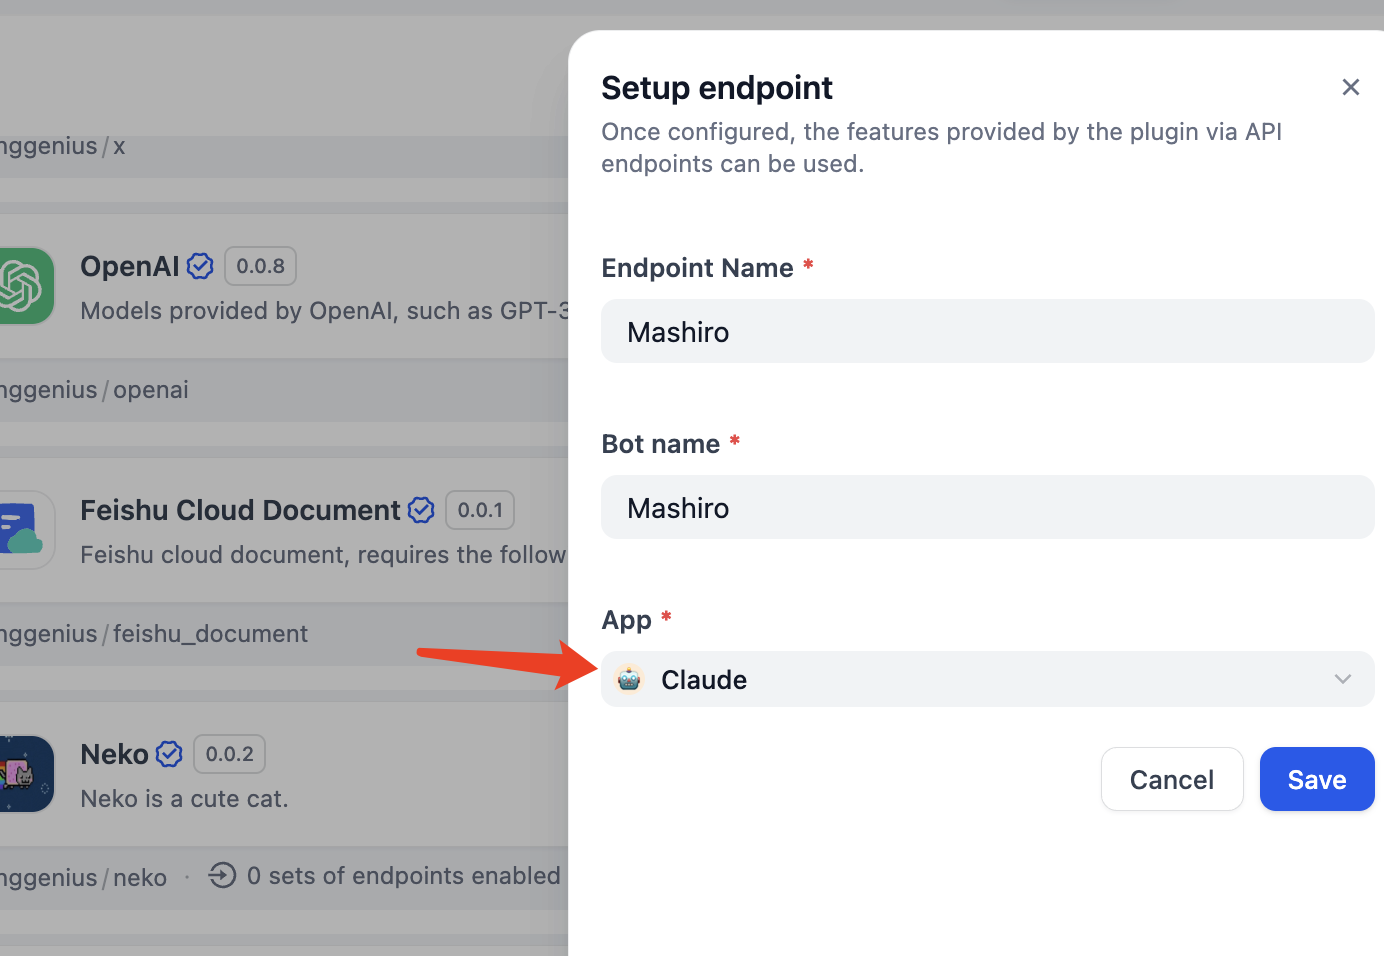 Setup endpoint
Once configured, the features provided by the plugin via API
endpoints can be used.
Endpoint Name *
Mashiro
Bot name *
Mashiro
App *
Claude
Cancel
Save
nggenius / x
OpenAI 0.0.8
Models provided by OpenAI, such as GPT-3
nggenius / openai
Feishu Cloud Document 0.0.1
Feishu cloud document, requires the follow
nggenius / feishu_document
Neko 0.0.2
Neko is a cute cat.
nggenius / neko · 0 sets of endpoints enabled